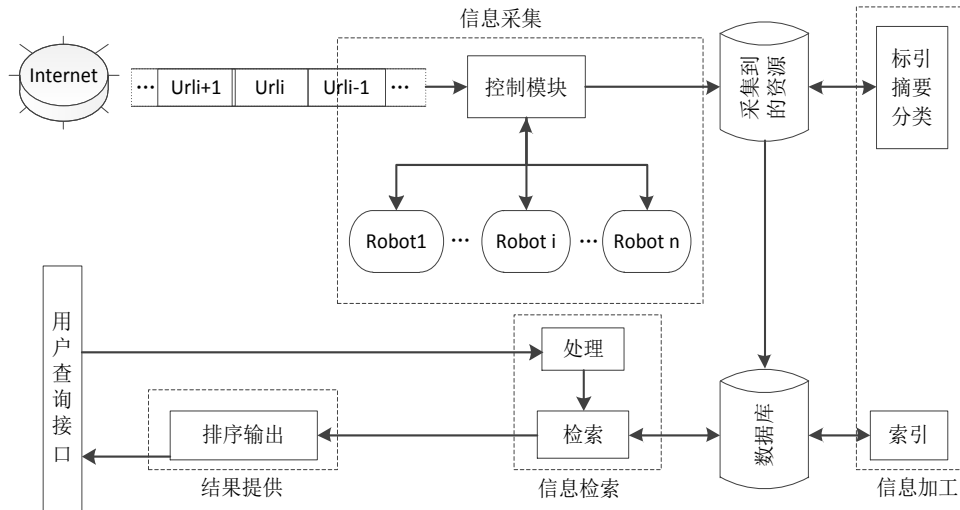 信息采集
Internet
… Urli+1 Urli Urli-1 …
控制模块
采集到的资源
标引
摘要
分类
Robot1 … Robot i … Robot n
用户查询接口
处理
检索
排序输出
数据库
索引
结果提供
信息检索
信息加工